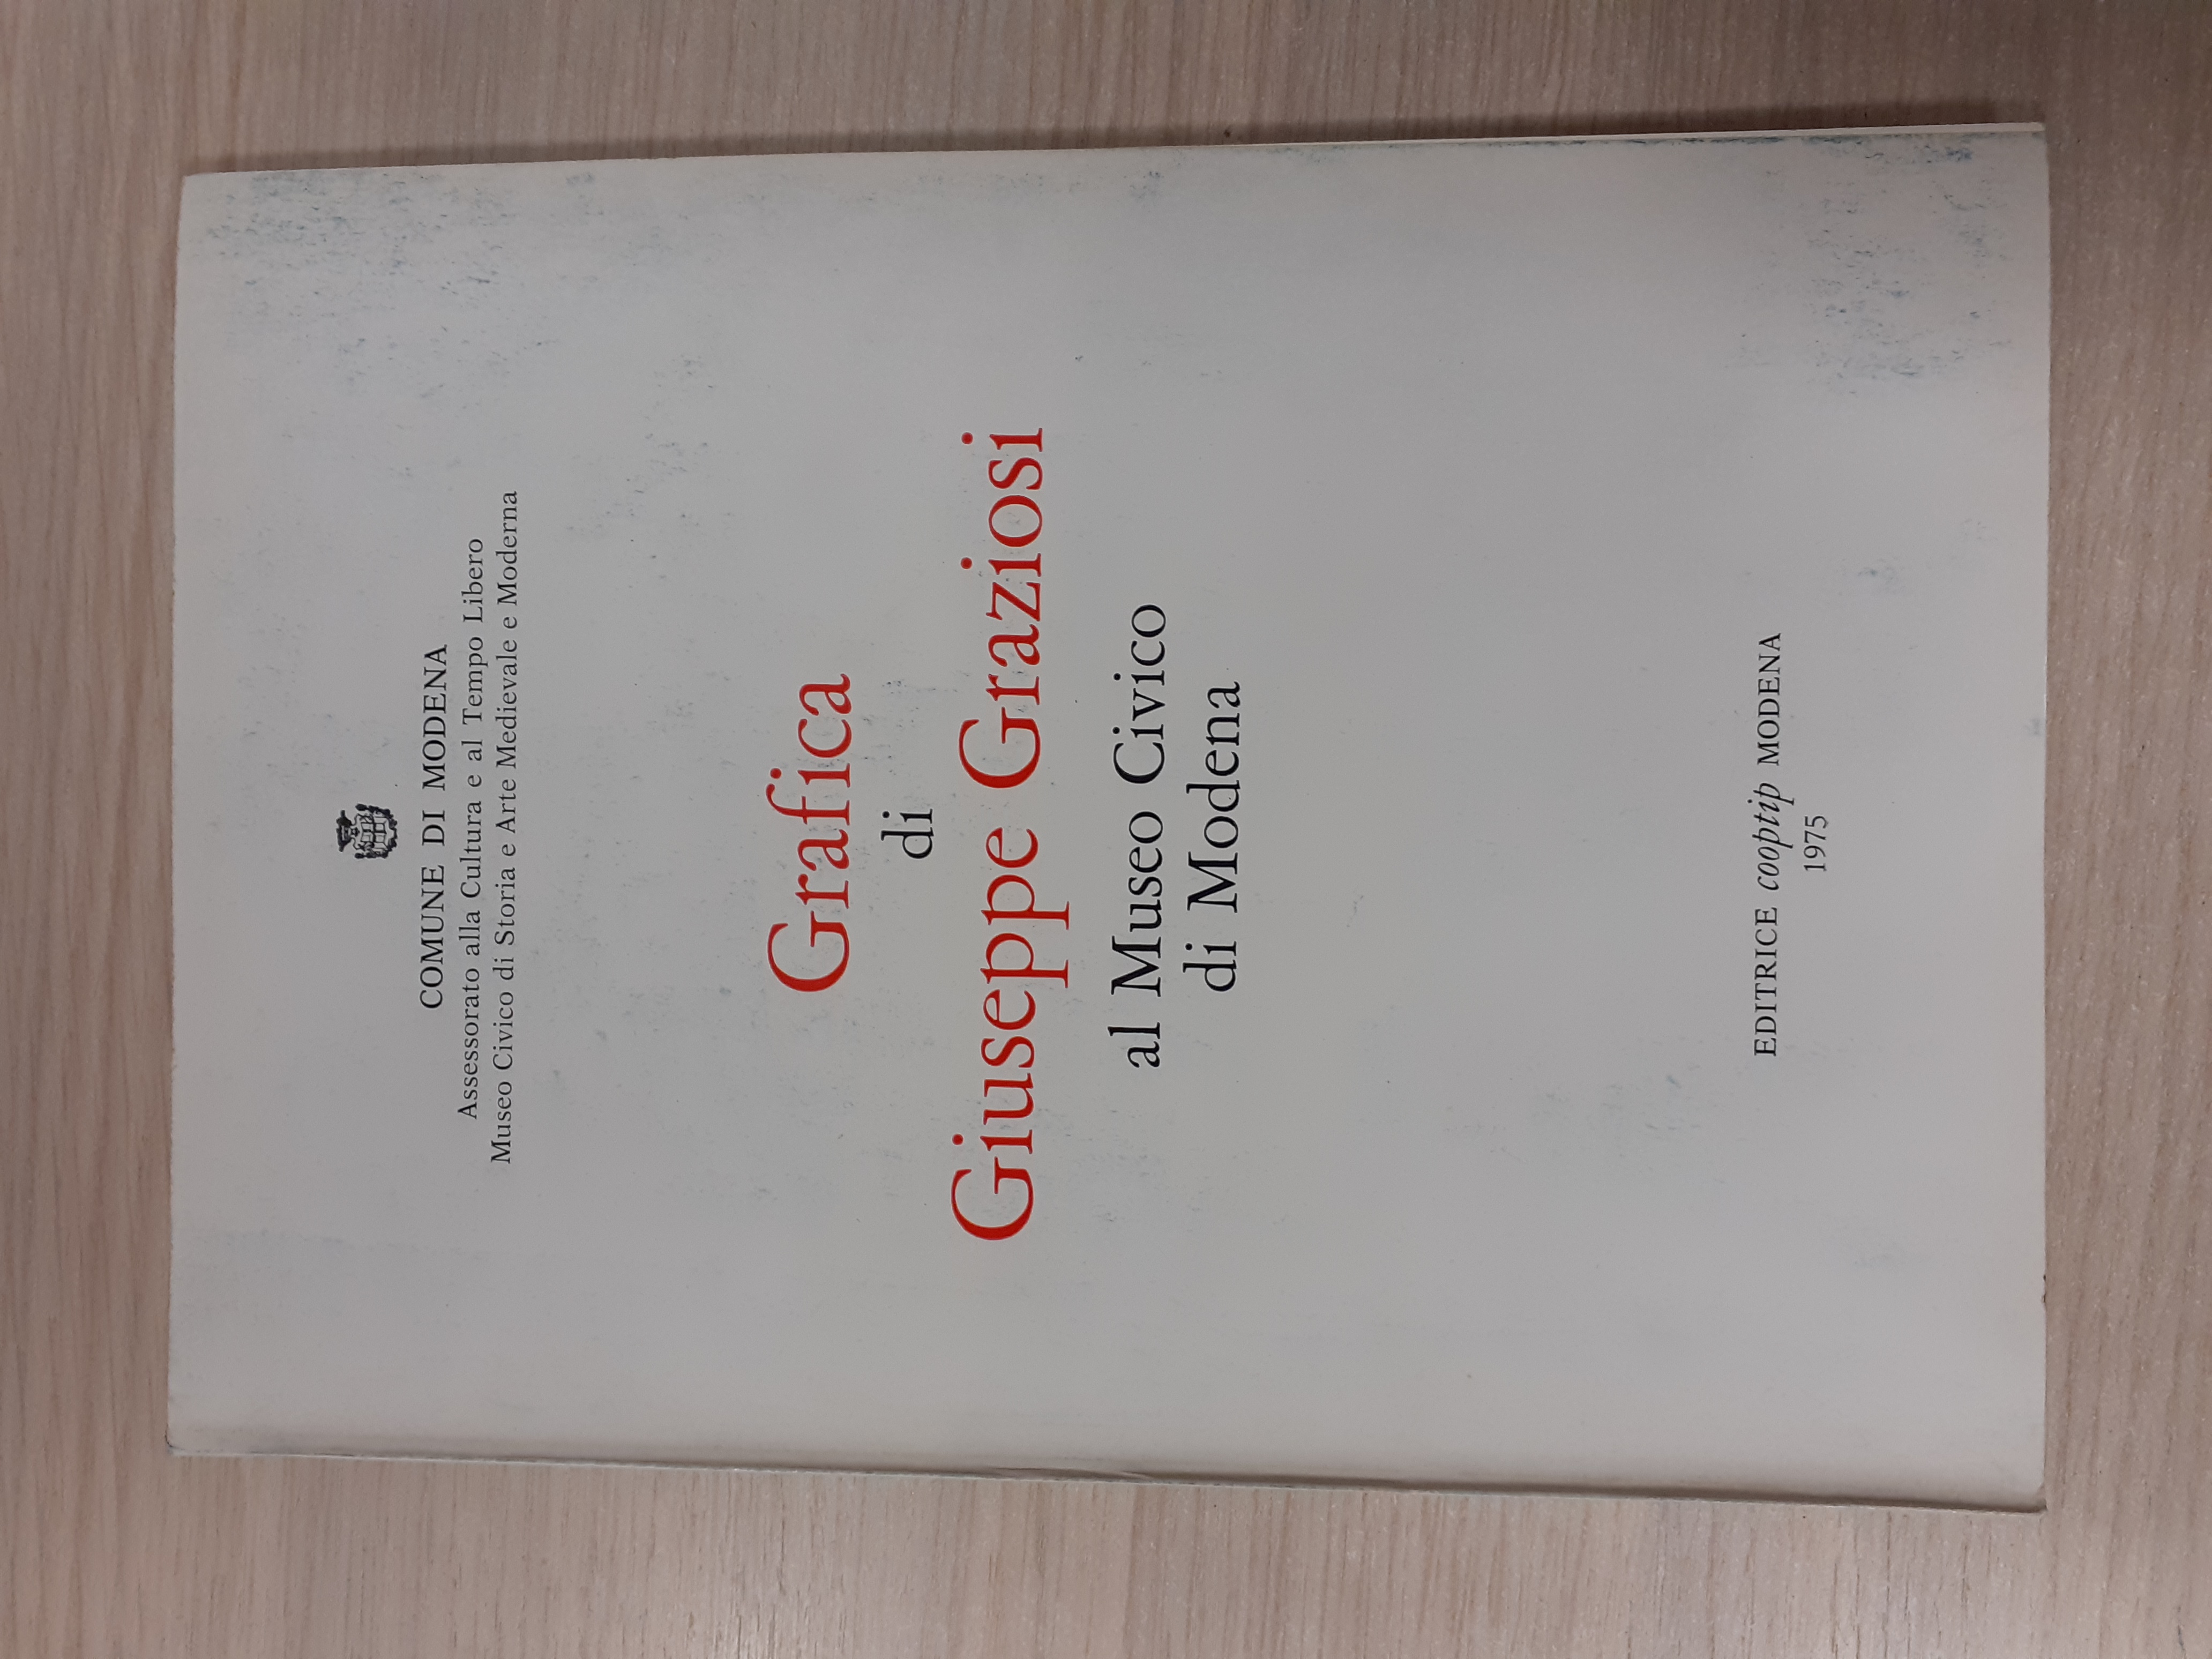 COMUNE DI MODENA
Assessorato alla Cultura e al Tempo Libero
Museo Civico di Storia e Arte Medievale e Moderna
Grafica
di
Giuseppe Graziosi
al Museo Civico
di Modena
EDITRICE cooptip MODENA
1975